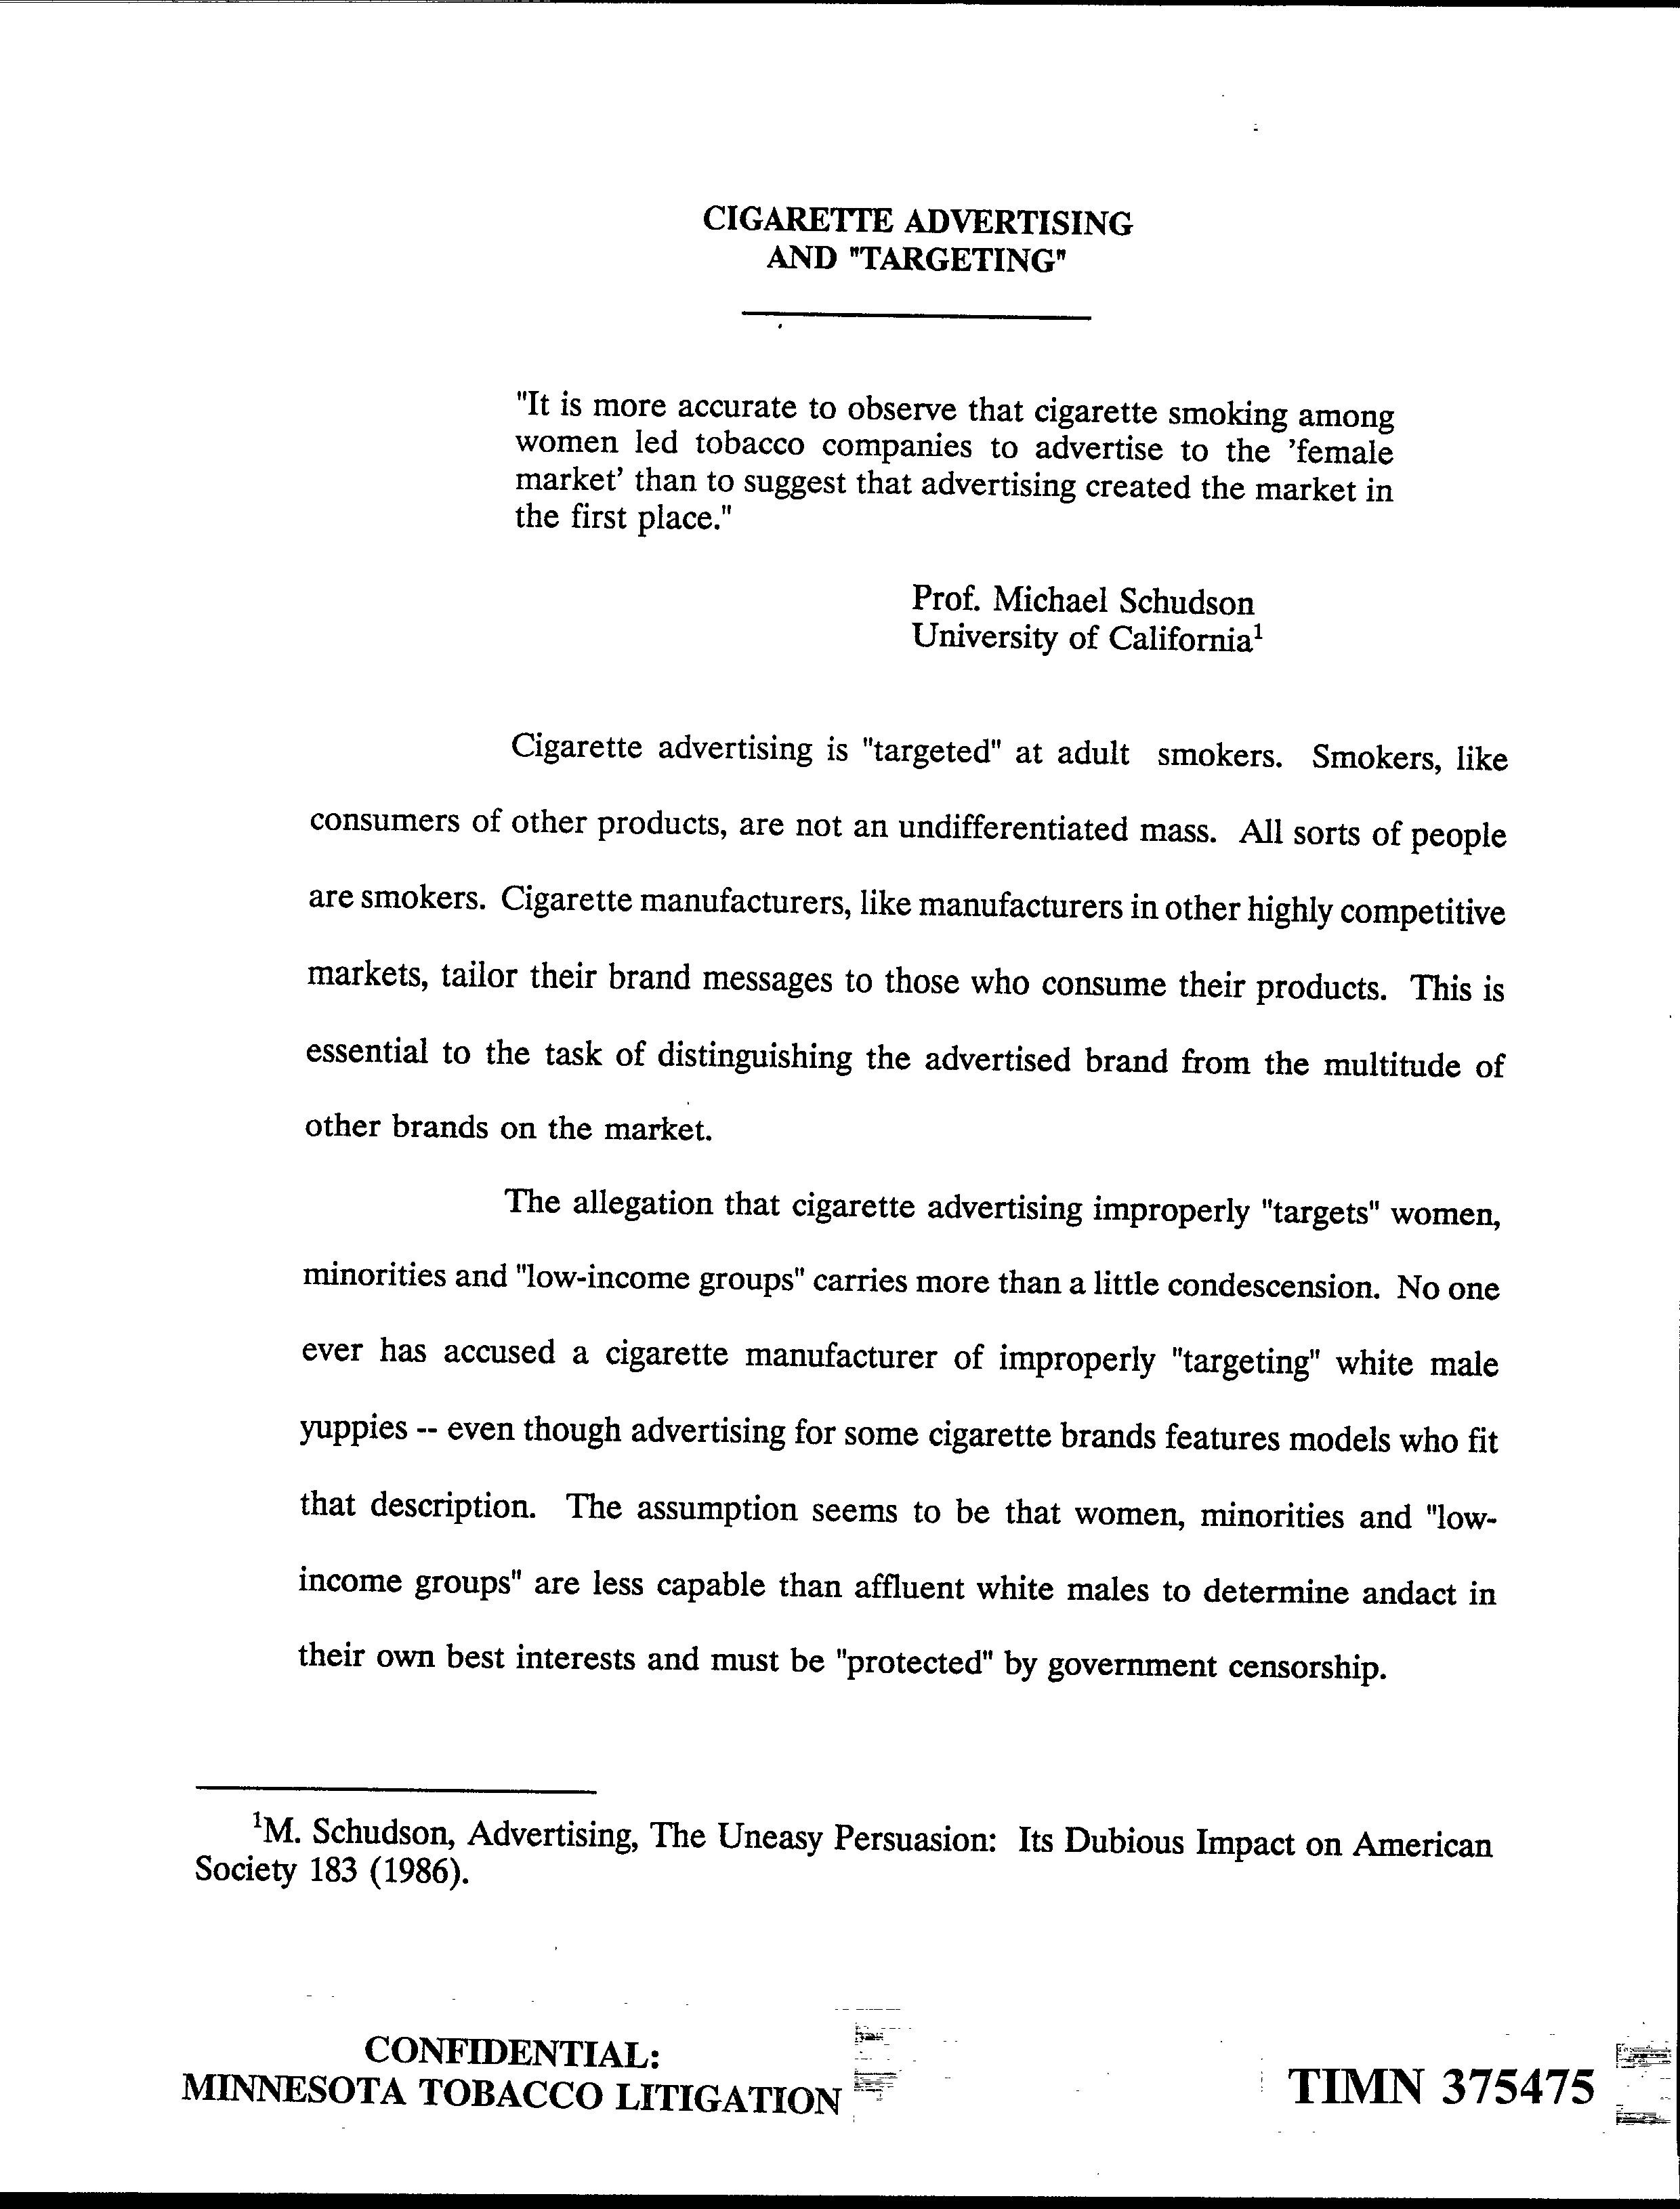 CIGARETTE ADVERTISING
AND "TARGETING"
"It is more accurate to observe that cigarette smoking among
women led tobacco companies to advertise to the 'female
market' than to suggest that advertising created the market in
the first place."
Prof. Michael Schudson
University of California¹
Cigarette advertising is "targeted" at adult smokers. Smokers, like
consumers of other products, are not an undifferentiated mass. All sorts of people
are smokers. Cigarette manufacturers, like manufacturers in other highly competitive
markets, tailor their brand messages to those who consume their products. This is
essential to the task of distinguishing the advertised brand from the multitude of
other brands on the market.
The allegation that cigarette advertising improperly "targets" women,
minorities and "low-income groups" carries more than a little condescension. No one
ever has accused a cigarette manufacturer of improperly "targeting" white male
yuppies -- even though advertising for some cigarette brands features models who fit
that description. The assumption seems to be that women, minorities and "low-
income groups" are less capable than affluent white males to determine andact in
their own best interests and must be "protected" by government censorship.
¹M. Schudson, Advertising, The Uneasy Persuasion: Its Dubious Impact on American
Society 183 (1986).
CONFIDENTIAL:
MINNESOTA TOBACCO LITIGATION
TIMN 375475